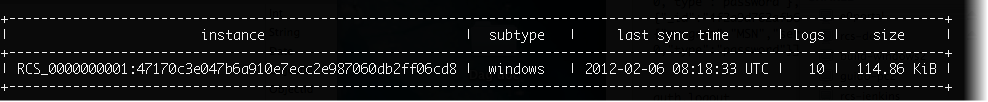 instance | subtype | last sync time | logs | size
RCS_0000000001:47170c3e047b6a910e7ecc2e987060db2ff06cd8 | windows | 2012-02-06 08:18:33 UTC | 10 | 114.86 KiB